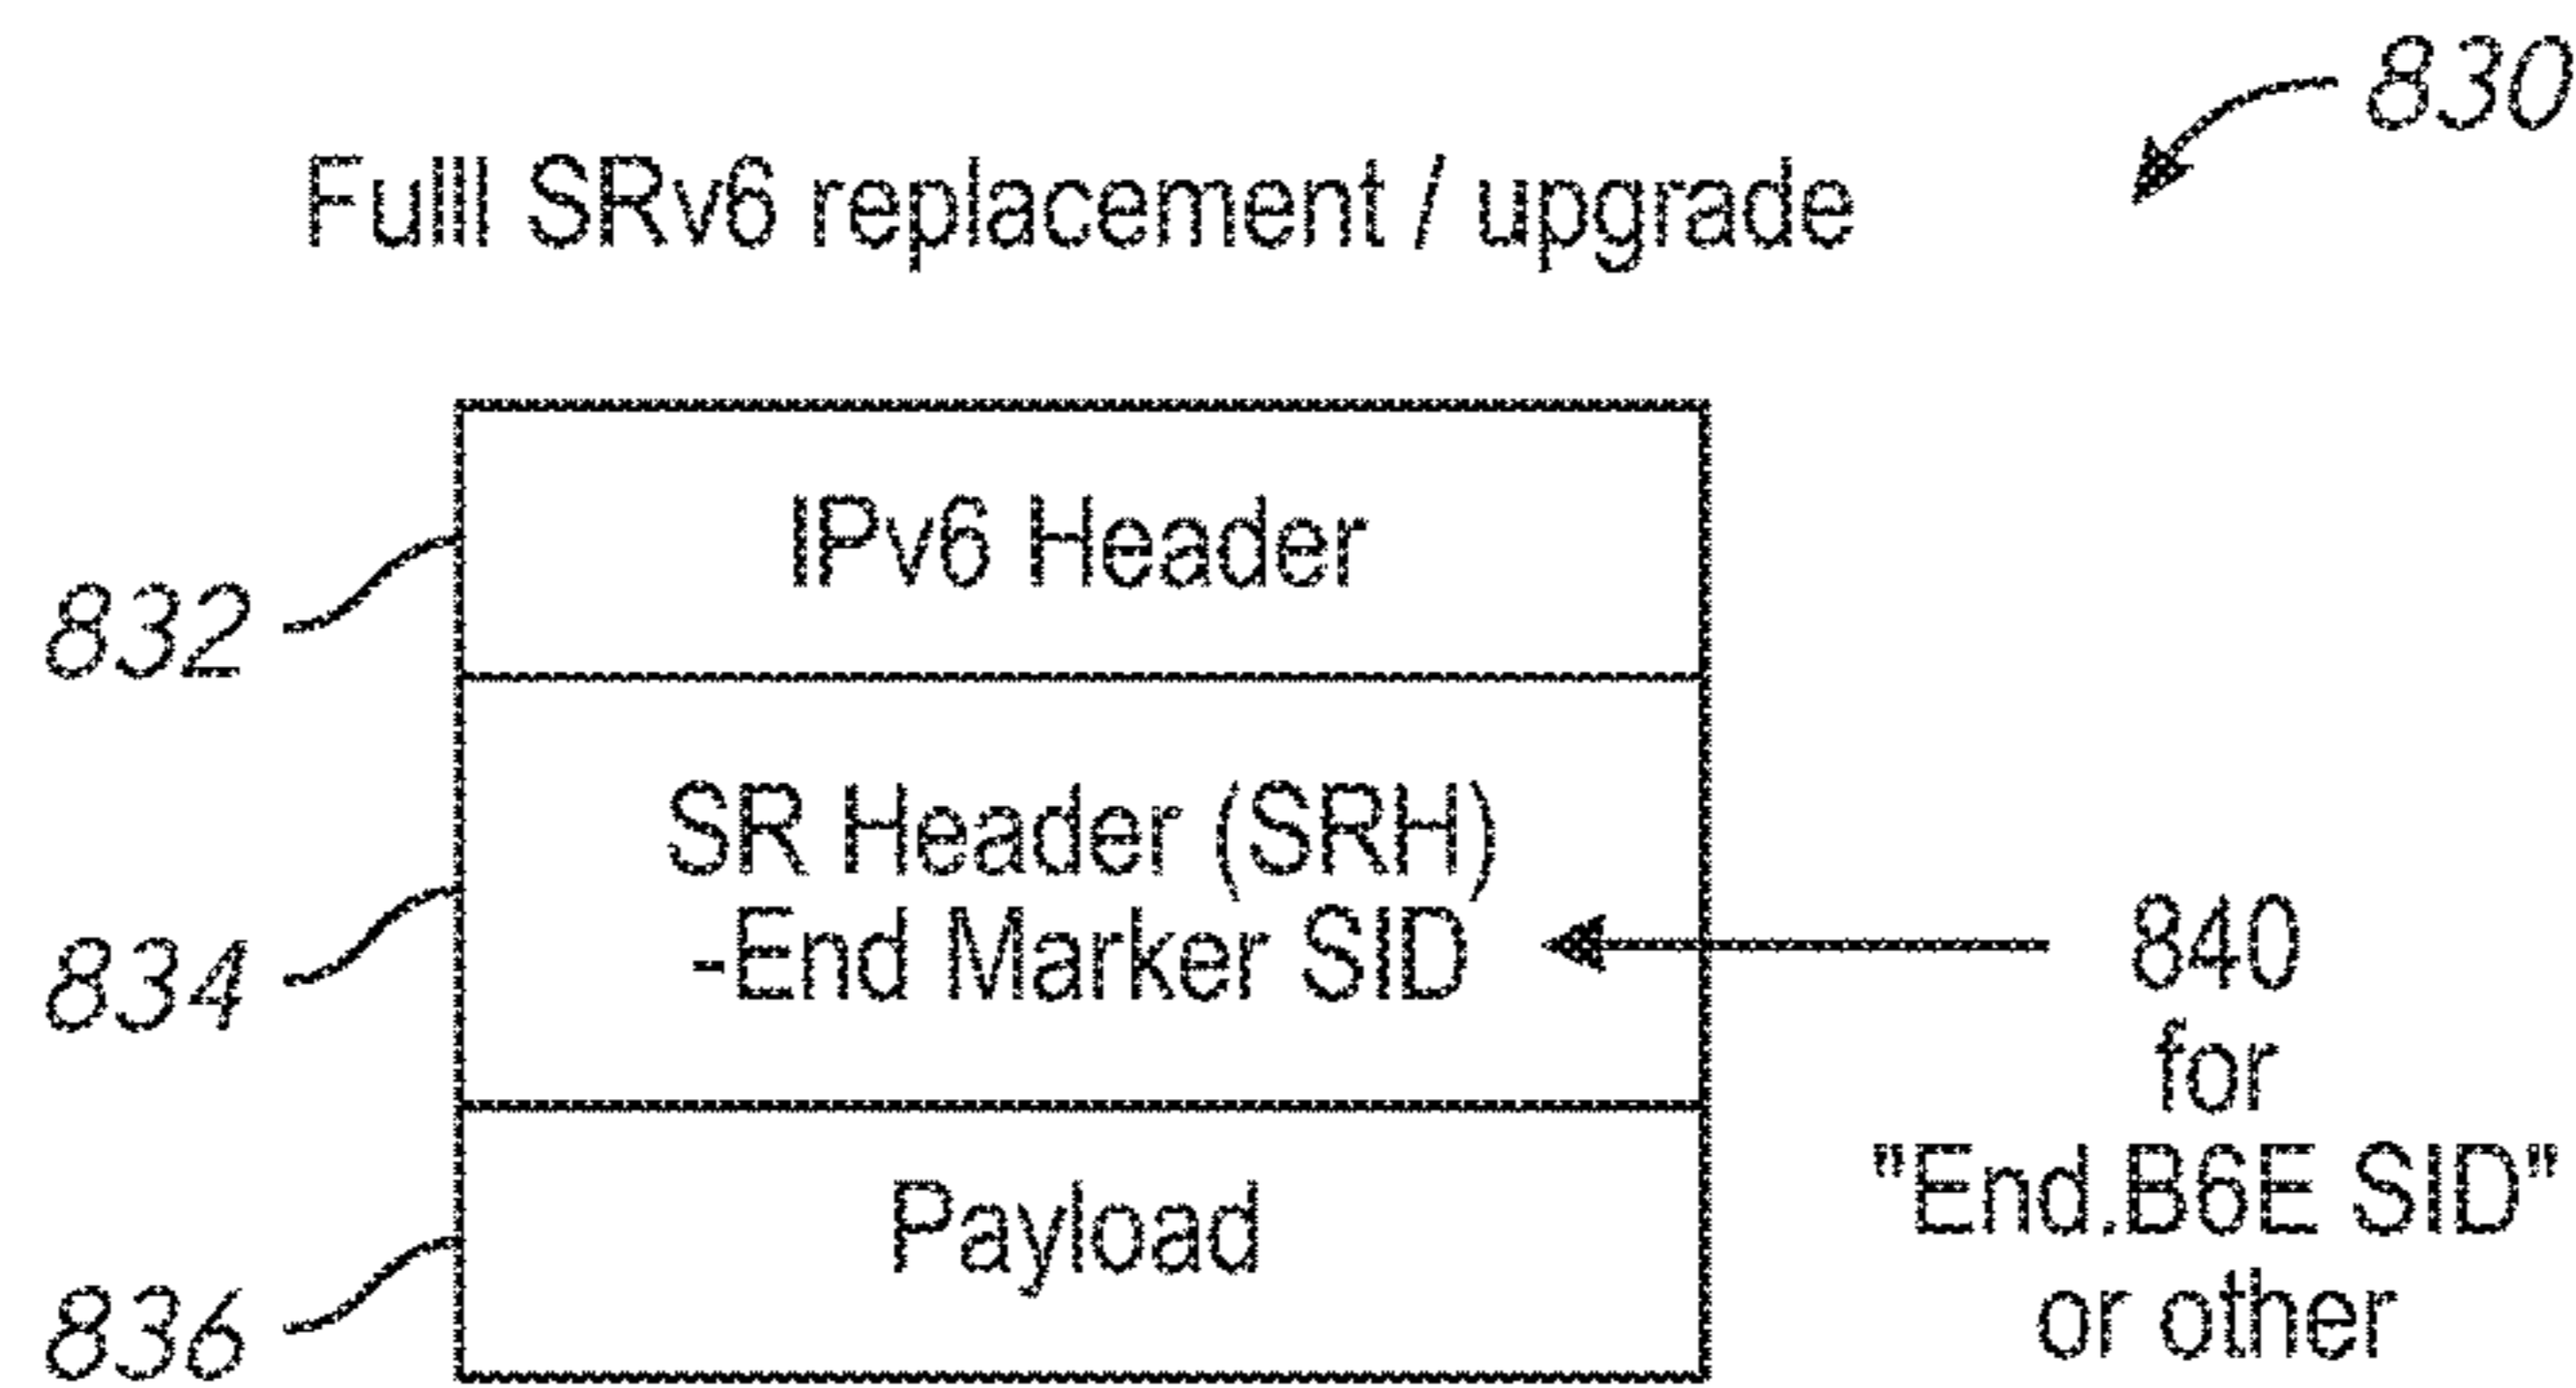 830
Fulll SRv6 replacement / upgrade
IPv6 Header
832
SR Header (SRH)
-End Marker SID
834
840
for
"End.B6E SID"
or other
Payload
836